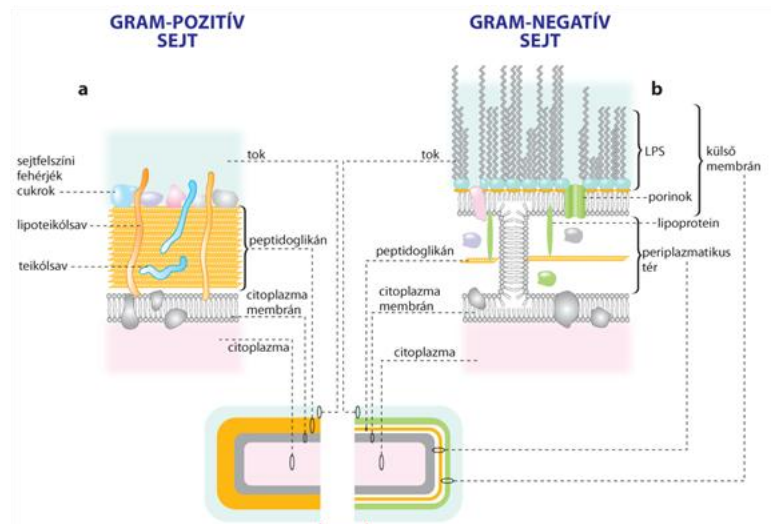 GRAM-POZITÍV
SEJT
a
sejtfelszíni
fehérjék
cukrok
lipoteikólsav
teikólsav
tok
peptidoglikán
citoplazma
membrán
citoplazma
GRAM-NEGATÍV
SEJT
b
tok
LPS
külső
membrán
porinok
lipoprotein
peptidoglikán
periplazmatikus
tér
citoplazma
membrán
citoplazma